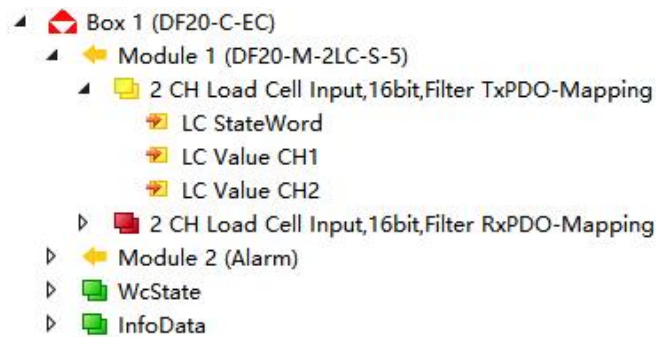 Box 1 (DF20-C-EC)
Module 1 (DF20-M-2LC-S-5)
2 CH Load Cell Input,16bit,Filter TxPDO-Mapping
LC StateWord
LC Value CH1
LC Value CH2
2 CH Load Cell Input,16bit,Filter RxPDO-Mapping
Module 2 (Alarm)
WcState
InfoData